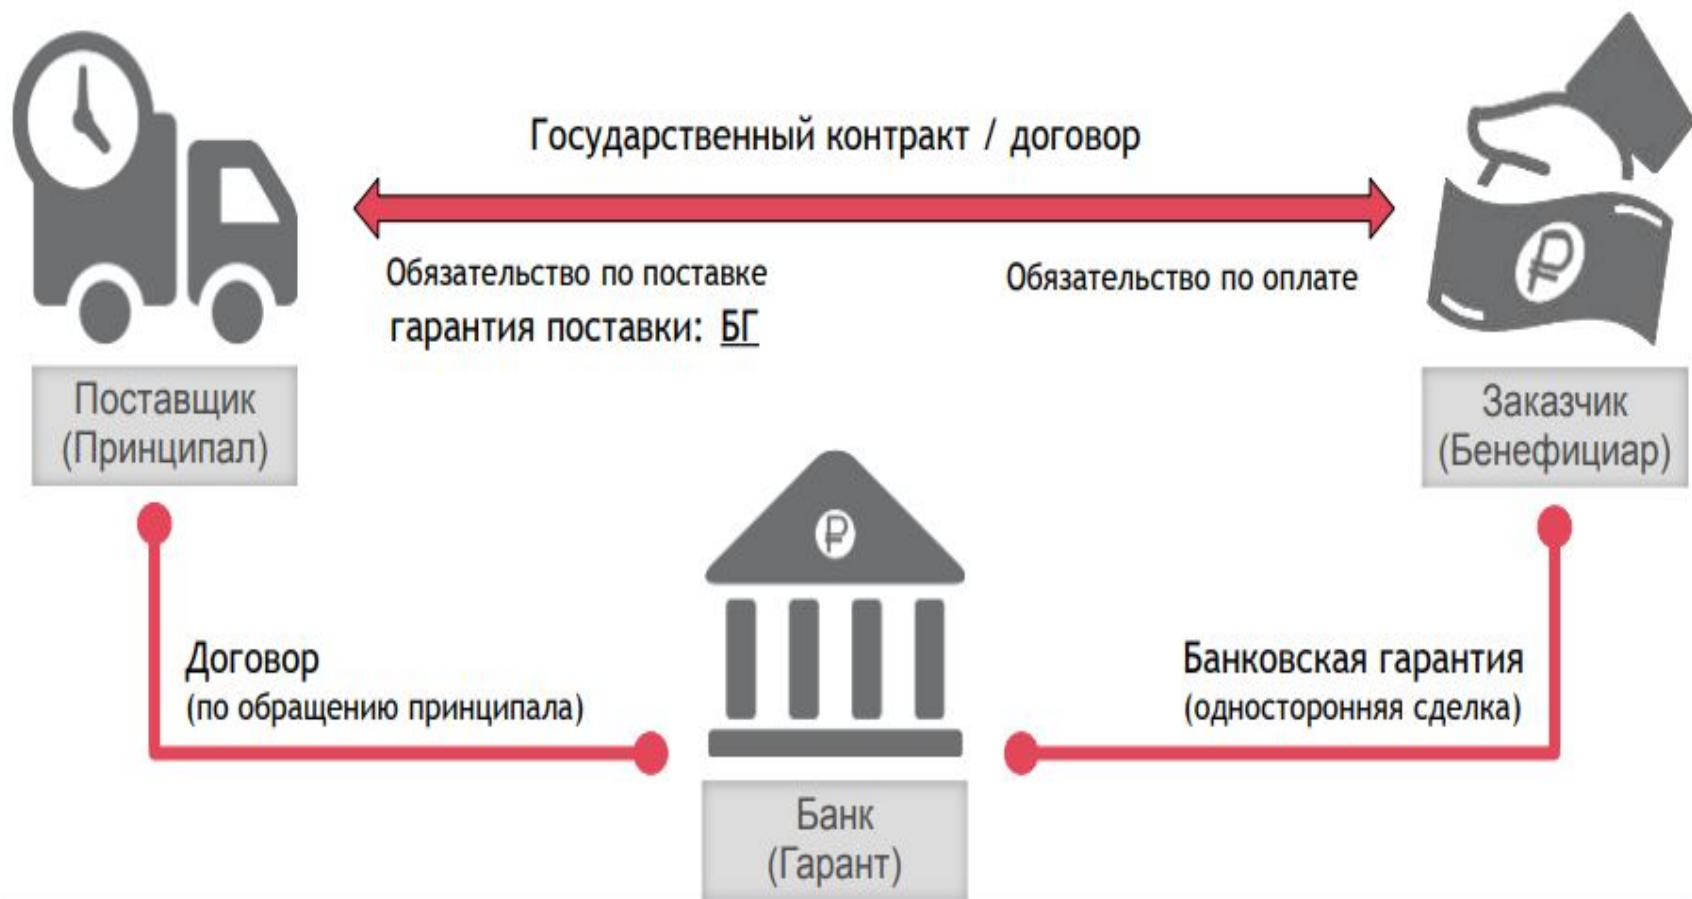 Государственный контракт / договор
Обязательство по поставке
гарантия поставки: БГ
Обязательство по оплате
Поставщик
(Принципал)
Заказчик
(Бенефициар)
Договор
(по обращению принципала)
Банковская гарантия
(односторонняя сделка)
Банк
(Гарант)